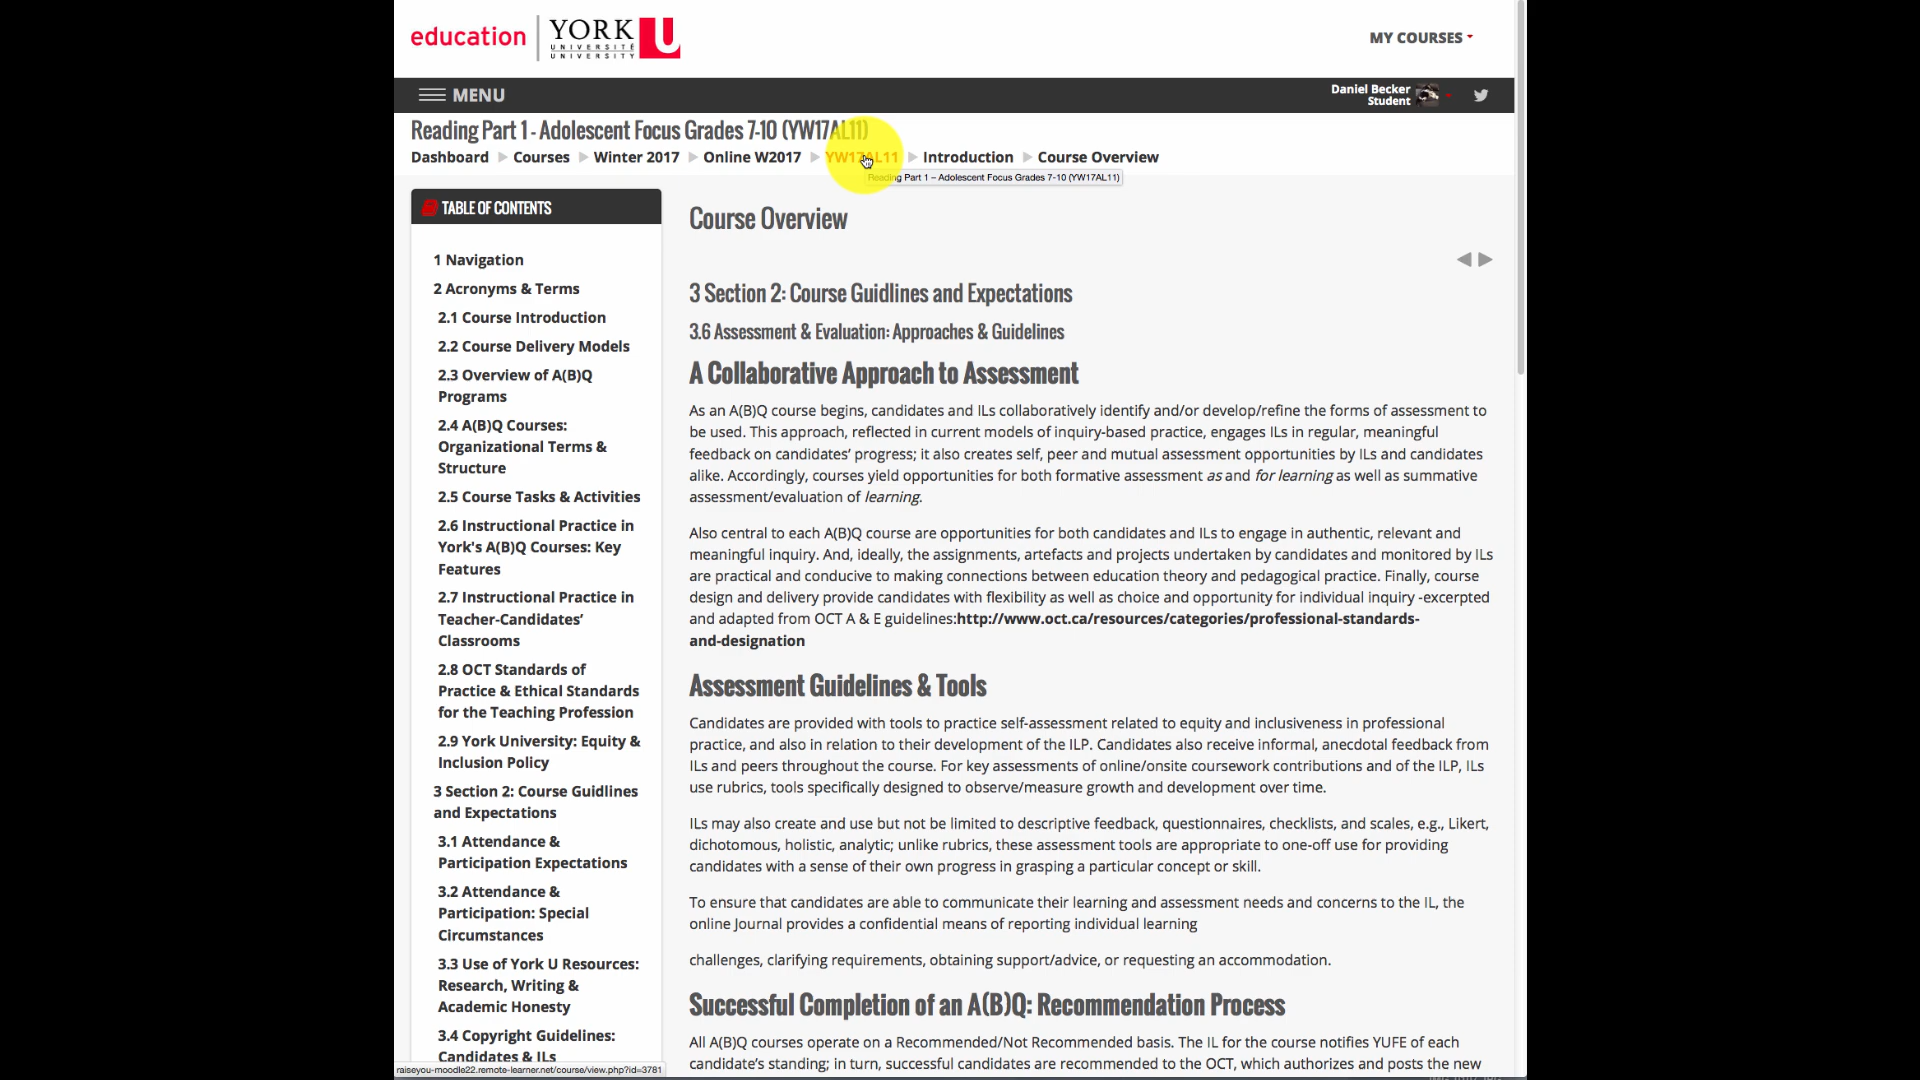 education
YORK
UNIVERSITÉ
UNIVERSITY
U
MY COURSES
MENU
Daniel Becker
Student
Reading Part 1 - Adolescent Focus Grades 7-10 (YW17AL11)
Dashboard Courses Winter 2017 Online W2017 YW17AL11 Introduction Course Overview
Reading Part 1 – Adolescent Focus Grades 7-10 (YW17AL11)
TABLE OF CONTENTS
1 Navigation
2 Acronyms & Terms
2.1 Course Introduction
2.2 Course Delivery Models
2.3 Overview of A(B)Q
Programs
2.4 A(B)Q Courses:
Organizational Terms &
Structure
2.5 Course Tasks & Activities
2.6 Instructional Practice in
York's A(B)Q Courses: Key
Features
2.7 Instructional Practice in
Teacher-Candidates’
Classrooms
2.8 OCT Standards of
Practice & Ethical Standards
for the Teaching Profession
2.9 York University: Equity &
Inclusion Policy
3 Section 2: Course Guidlines
and Expectations
3.1 Attendance &
Participation Expectations
3.2 Attendance &
Participation: Special
Circumstances
3.3 Use of York U Resources:
Research, Writing &
Academic Honesty
3.4 Copyright Guidelines:
Candidates & ILs
raiseyou-moodle22.remote-learner.net/course/view.php?id=3781
Course Overview
3 Section 2: Course Guidlines and Expectations
3.6 Assessment & Evaluation: Approaches & Guidelines
A Collaborative Approach to Assessment
As an A(B)Q course begins, candidates and ILs collaboratively identify and/or develop/refine the forms of assessment to
be used. This approach, reflected in current models of inquiry-based practice, engages ILs in regular, meaningful
feedback on candidates’ progress; it also creates self, peer and mutual assessment opportunities by ILs and candidates
alike. Accordingly, courses yield opportunities for both formative assessment as and for learning as well as summative
assessment/evaluation of learning.
Also central to each A(B)Q course are opportunities for both candidates and ILs to engage in authentic, relevant and
meaningful inquiry. And, ideally, the assignments, artefacts and projects undertaken by candidates and monitored by ILs
are practical and conducive to making connections between education theory and pedagogical practice. Finally, course
design and delivery provide candidates with flexibility as well as choice and opportunity for individual inquiry -excerpted
and adapted from OCT A & E guidelines:http://www.oct.ca/resources/categories/professional-standards-
and-designation
Assessment Guidelines & Tools
Candidates are provided with tools to practice self-assessment related to equity and inclusiveness in professional
practice, and also in relation to their development of the ILP. Candidates also receive informal, anecdotal feedback from
ILs and peers throughout the course. For key assessments of online/onsite coursework contributions and of the ILP, ILs
use rubrics, tools specifically designed to observe/measure growth and development over time.
ILs may also create and use but not be limited to descriptive feedback, questionnaires, checklists, and scales, e.g., Likert,
dichotomous, holistic, analytic; unlike rubrics, these assessment tools are appropriate to one-off use for providing
candidates with a sense of their own progress in grasping a particular concept or skill.
To ensure that candidates are able to communicate their learning and assessment needs and concerns to the IL, the
online Journal provides a confidential means of reporting individual learning
challenges, clarifying requirements, obtaining support/advice, or requesting an accommodation.
Successful Completion of an A(B)Q: Recommendation Process
All A(B)Q courses operate on a Recommended/Not Recommended basis. The IL for the course notifies YUFE of each
candidate’s standing; in turn, successful candidates are recommended to the OCT, which authorizes and posts the new